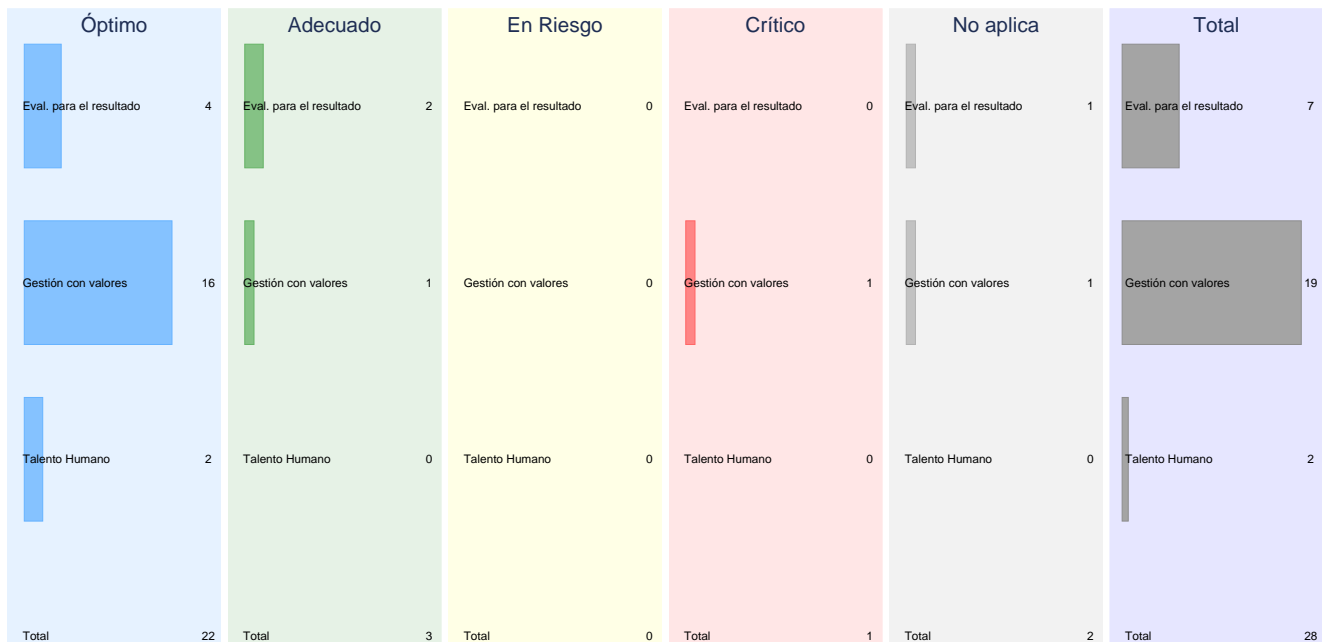 Óptimo Adecuado En Riesgo Crítico No aplica Total
Eval. para el resultado 4 Eval. para el resultado 2 Eval. para el resultado 0 Eval. para el resultado 0 Eval. para el resultado 1 Eval. para el resultado 7
Gestión con valores 16 Gestión con valores 1 Gestión con valores 0 Gestión con valores 1 Gestión con valores 1 Gestión con valores 19
Talento Humano 2 Talento Humano 0 Talento Humano 0 Talento Humano 0 Talento Humano 0 Talento Humano 2
Total 22 Total 3 Total 0 Total 1 Total 2 Total 28